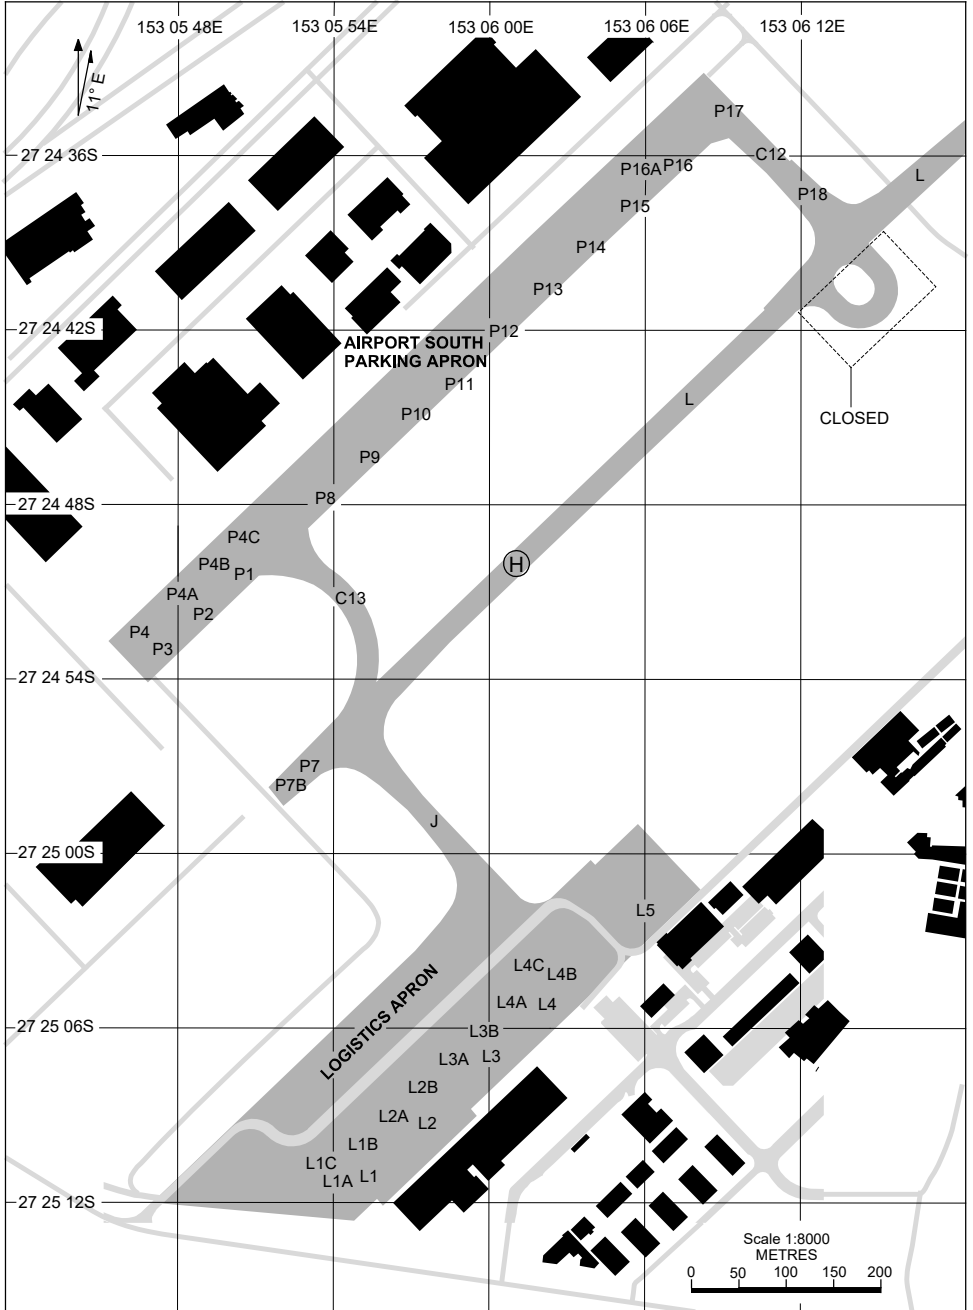 153 05 48E
153 05 54E
153 06 00E
153 06 06E
153 06 12E
11° E
P17
27 24 36S
C12
P16A
P16
L
P18
P15
P14
P13
27 24 42S
P12
AIRPORT SOUTH
PARKING APRON
P11
L
P10
CLOSED
P9
P8
27 24 48S
P4C
H
P4B
P1
P4A
C13
P2
P4
P3
27 24 54S
P7
P7B
J
27 25 00S
L5
L4C
L4B
LOGISTICS APRON
L4A
L4
27 25 06S
L3B
L3A
L3
L2B
L2A
L2
L1B
L1C
L1A
L1
27 25 12S
Scale 1:8000
METRES
0 50 100 150 200